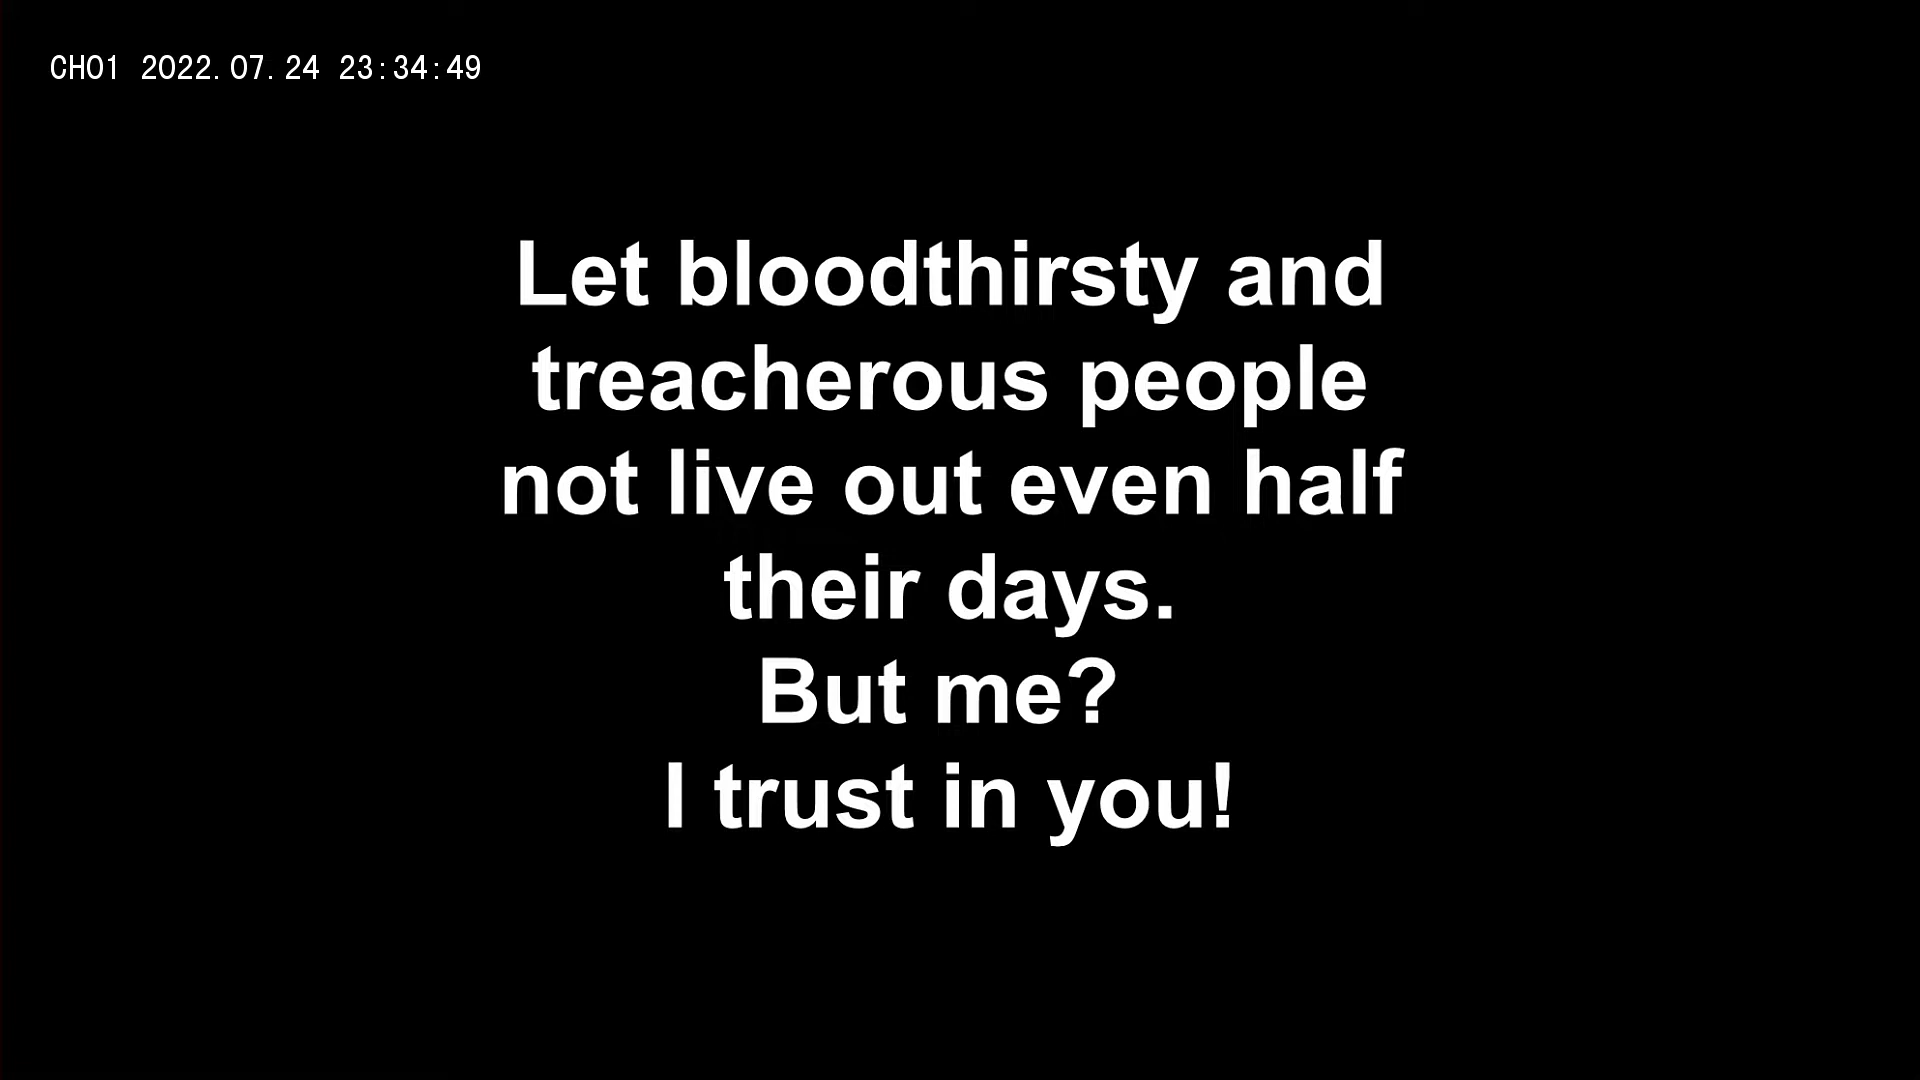 CH01 2022.07.24 23:34:49
Let bloodthirsty and
treacherous people
not live out even half
their days.
But me?
I trust in you!